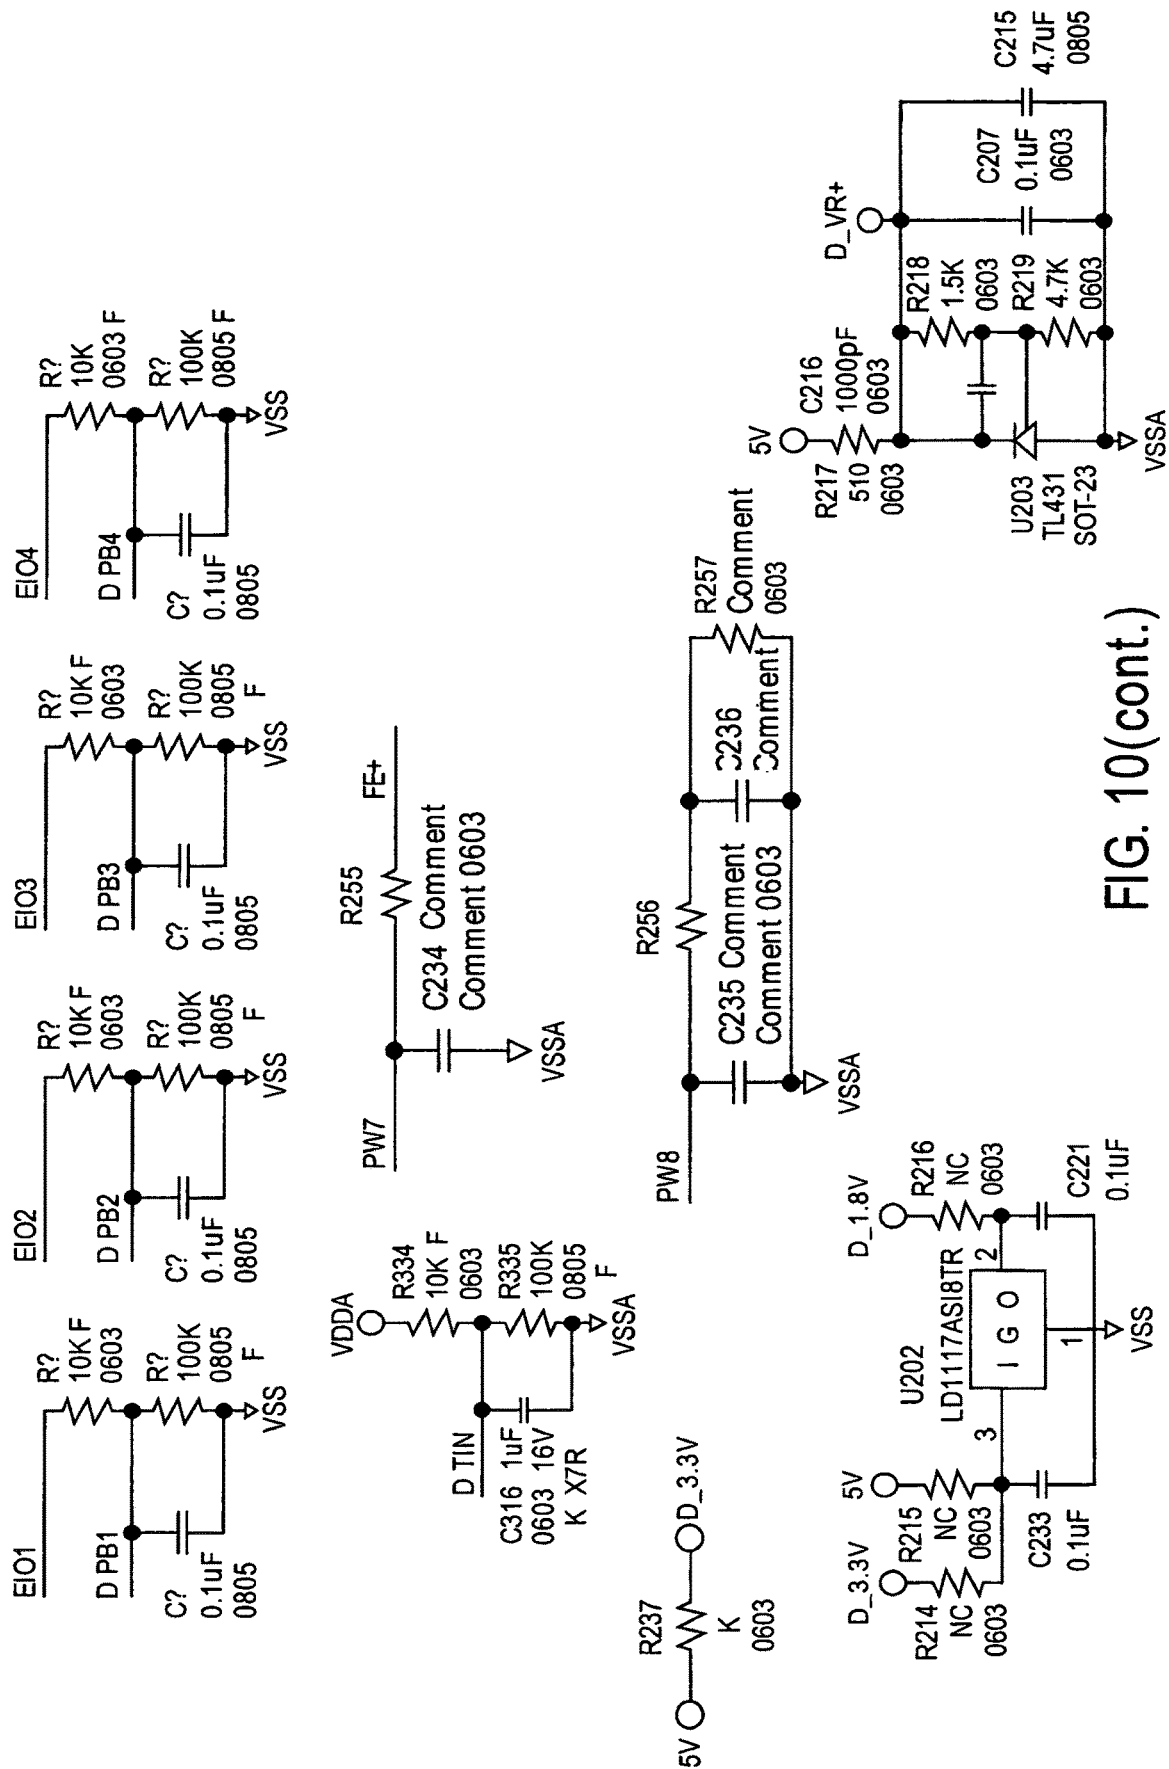 EIO1
R?
10K F
0603
D PB1
R?
100K
0805
F
C?
0.1uF
0805
VSS
EIO2
R?
10K F
0603
D PB2
R?
100K
0805
F
C?
0.1uF
0805
VSS
EIO3
R?
10K F
0603
D PB3
R?
100K
0805
F
C?
0.1uF
0805
VSS
EIO4
R?
10K
0603 F
D PB4
R?
100K
0805 F
C?
0.1uF
0805
VSS
VDDA
R334
10K F
0603
D TIN
R335
100K
0805
F
C316 1uF
0603 16V
K X7R
VSSA
PW7
R255
FE+
C234 Comment
Comment 0603
VSSA
5V
R237
K
0603
D_3.3V
PW8
R256
C235 Comment
Comment 0603
C236
Comment
R257
Comment
0603
VSSA
D_3.3V
R214
NC
0603
5V
R215
NC
0603
C233
0.1uF
U202
LD1117ASI8TR
3
I G O
2
1
VSS
D_1.8V
R216
NC
0603
C221
0.1uF
5V
R217
510
0603
C216
1000pF
0603
U203
TL431
SOT-23
VSSA
D_VR+
R218
1.5K
0603
R219
4.7K
0603
C207
0.1uF
0603
C215
4.7uF
0805
FIG. 10(cont.)